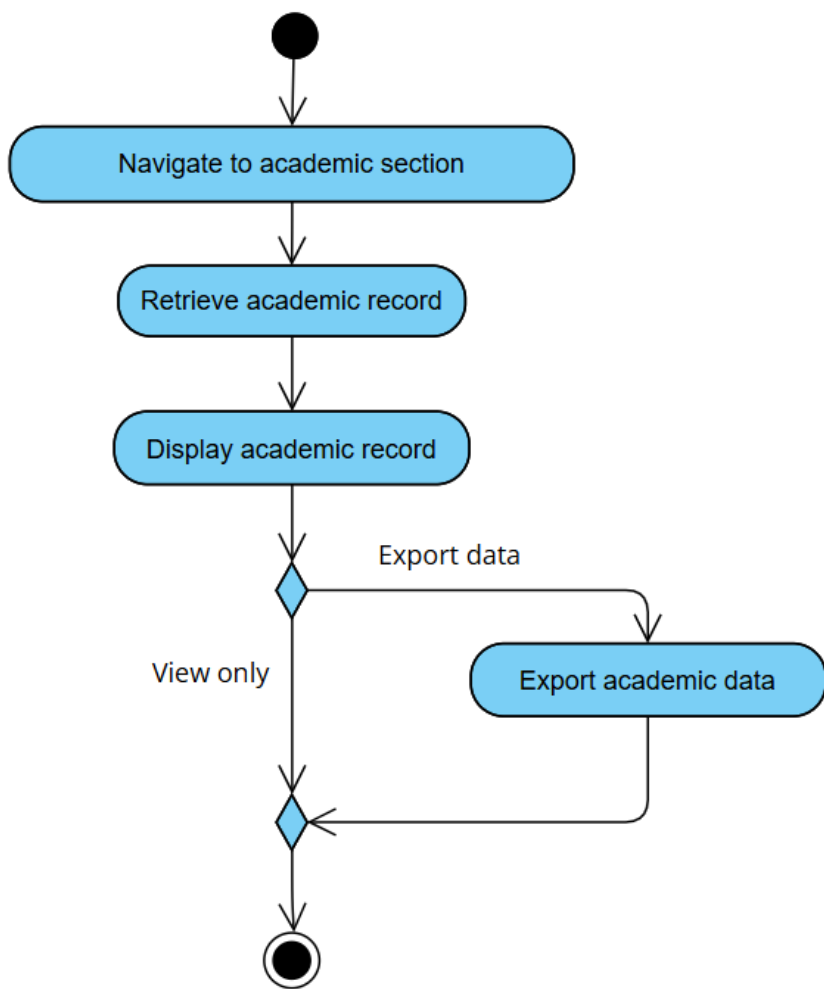 Navigate to academic section
Retrieve academic record
Display academic record
Export data
View only
Export academic data